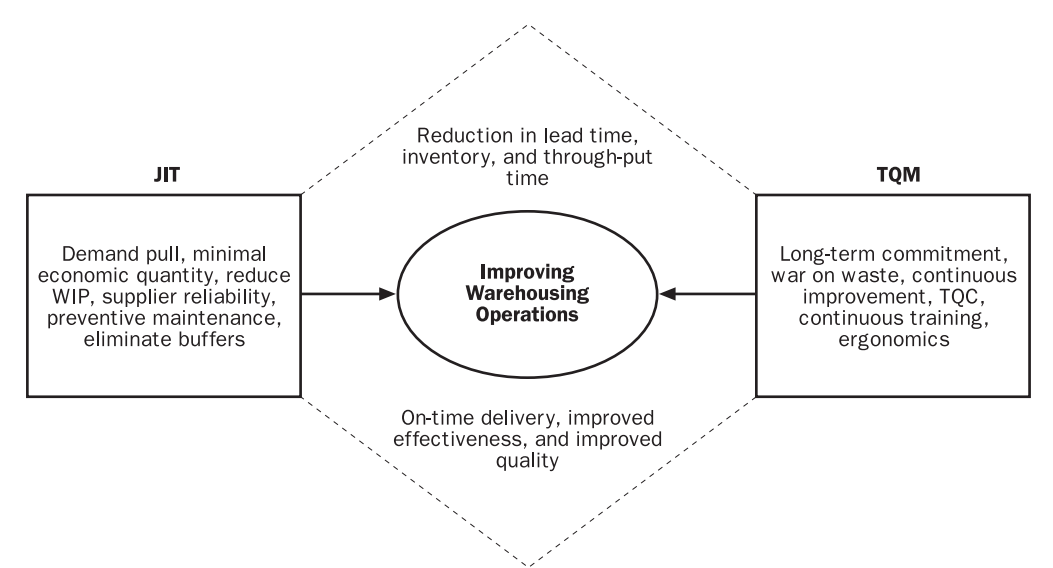 Reduction in lead time,
inventory, and through-put
time
JIT
TQM
Demand pull, minimal
economic quantity, reduce
WIP, supplier reliability,
preventive maintenance,
eliminate buffers
Improving
Warehousing
Operations
Long-term commitment,
war on waste, continuous
improvement, TQC,
continuous training,
ergonomics
On-time delivery, improved
effectiveness, and improved
quality